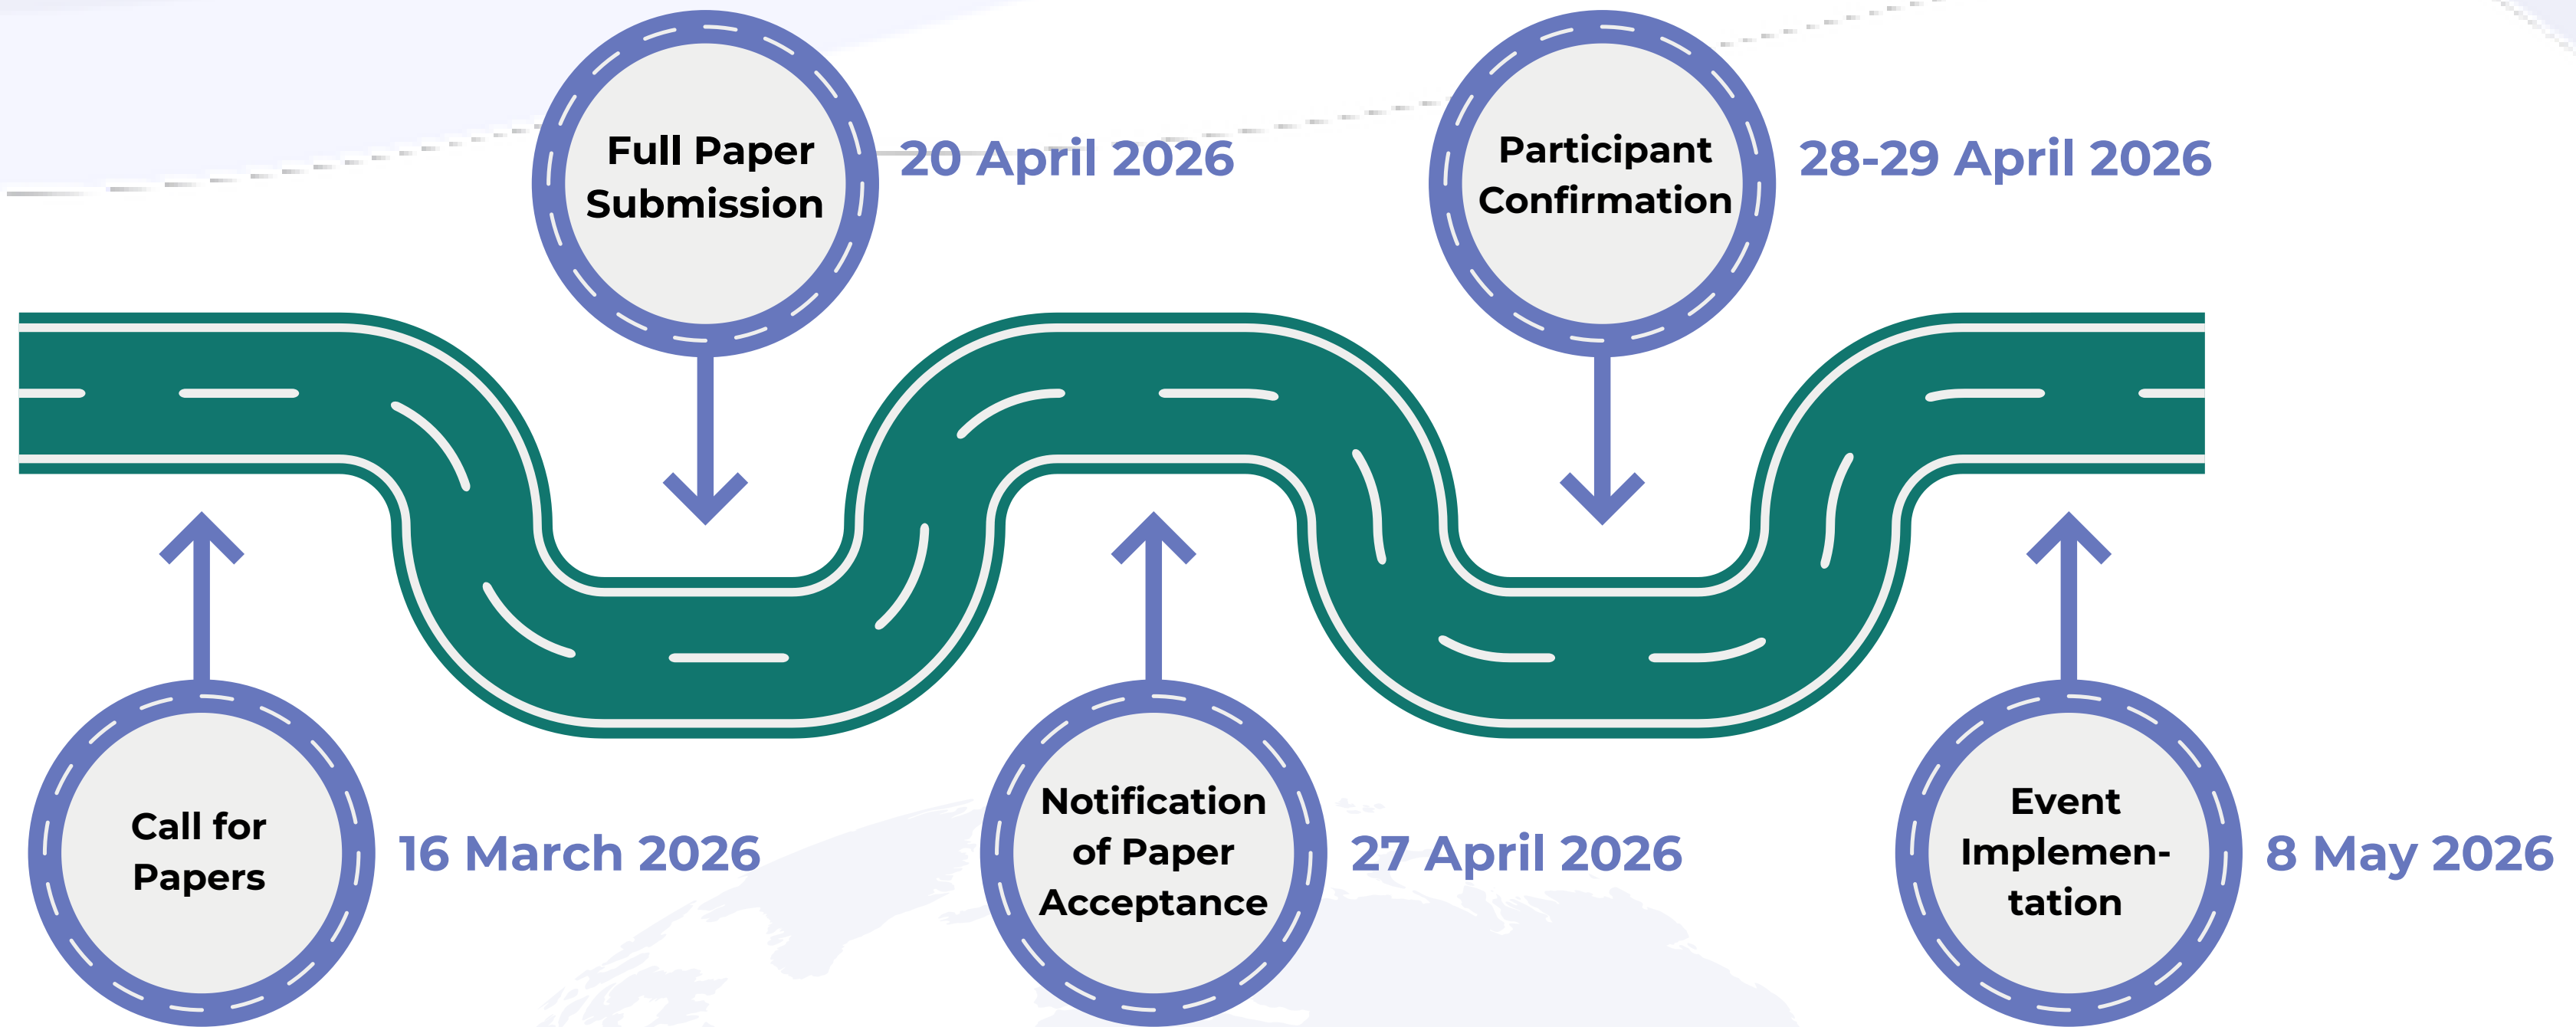 Call for
Papers
16 March 2026
Full Paper
Submission
20 April 2026
Notification
of Paper
Acceptance
27 April 2026
Participant
Confirmation
28-29 April 2026
Event
Implemen-
tation
8 May 2026